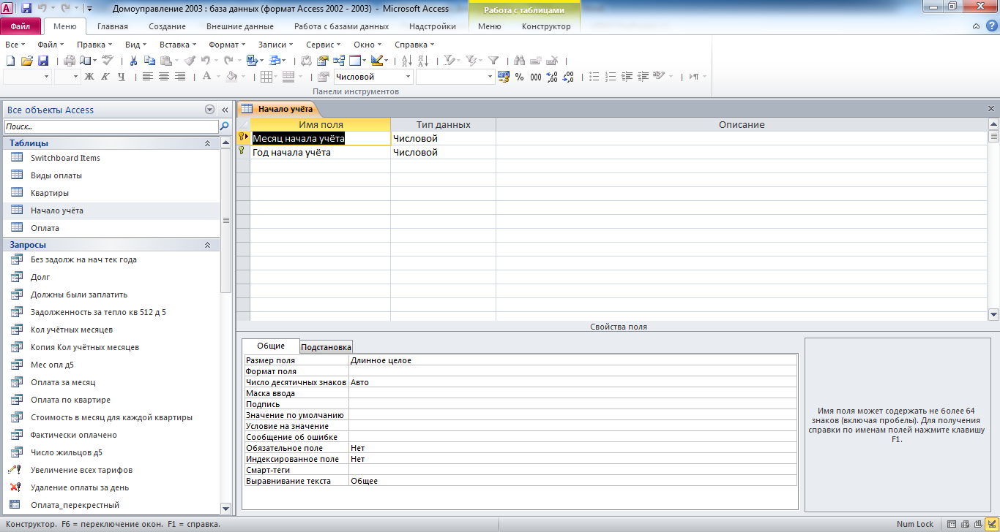 Домоуправление 2003 : база данных (формат Access 2002 - 2003) - Microsoft Access
Работа с таблицами
Файл Меню Главная Создание Внешние данные Работа с базами данных Надстройки Меню Конструктор
Все Файл Правка Вид Вставка Формат Записи Сервис Окно Справка
Ж К Ч Числовой % 000
Панели инструментов
Все объекты Access
Поиск...
Таблицы
Switchboard Items
Виды оплаты
Квартиры
Начало учёта
Оплата
Запросы
Без задолж на нач тек года
Долг
Должны были заплатить
Задолженность за тепло кв 512 д 5
Кол учётных месяцев
Копия Кол учётных месяцев
Мес опл д5
Оплата за месяц
Оплата по квартире
Стоимость в месяц для каждой квартиры
Фактически оплачено
Число жильцов д5
Увеличение всех тарифов
Удаление оплаты за день
Оплата_перекрестный
Начало учёта
Имя поля Тип данных Описание
Месяц начала учёта Числовой
Год начала учёта Числовой
Свойства поля
Общие Подстановка
Размер поля Длинное целое
Формат поля
Число десятичных знаков Авто
Маска ввода
Подпись
Значение по умолчанию
Условие на значение
Сообщение об ошибке
Обязательное поле Нет
Индексированное поле Нет
Смарт-теги
Выравнивание текста Общее
Имя поля может содержать не более 64
знаков (включая пробелы). Для получения
справки по именам полей нажмите клавишу
F1.
Конструктор. F6 = переключение окон. F1 = справка.
Num Lock